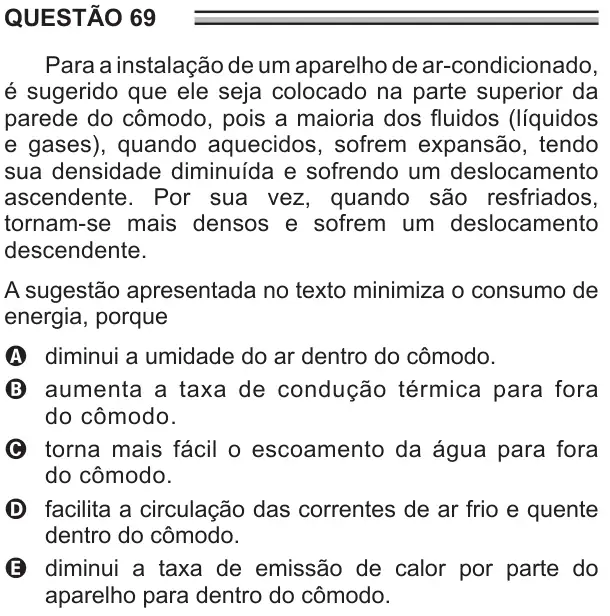 QUESTÃO 69
Para a instalação de um aparelho de ar-condicionado,
é sugerido que ele seja colocado na parte superior da
parede do cômodo, pois a maioria dos fluidos (líquidos
e gases), quando aquecidos, sofrem expansão, tendo
sua densidade diminuída e sofrendo um deslocamento
ascendente. Por sua vez, quando são resfriados,
tornam-se mais densos e sofrem um deslocamento
descendente.
A sugestão apresentada no texto minimiza o consumo de
energia, porque
A diminui a umidade do ar dentro do cômodo.
B aumenta a taxa de condução térmica para fora
do cômodo.
C torna mais fácil o escoamento da água para fora
do cômodo.
D facilita a circulação das correntes de ar frio e quente
dentro do cômodo.
E diminui a taxa de emissão de calor por parte do
aparelho para dentro do cômodo.